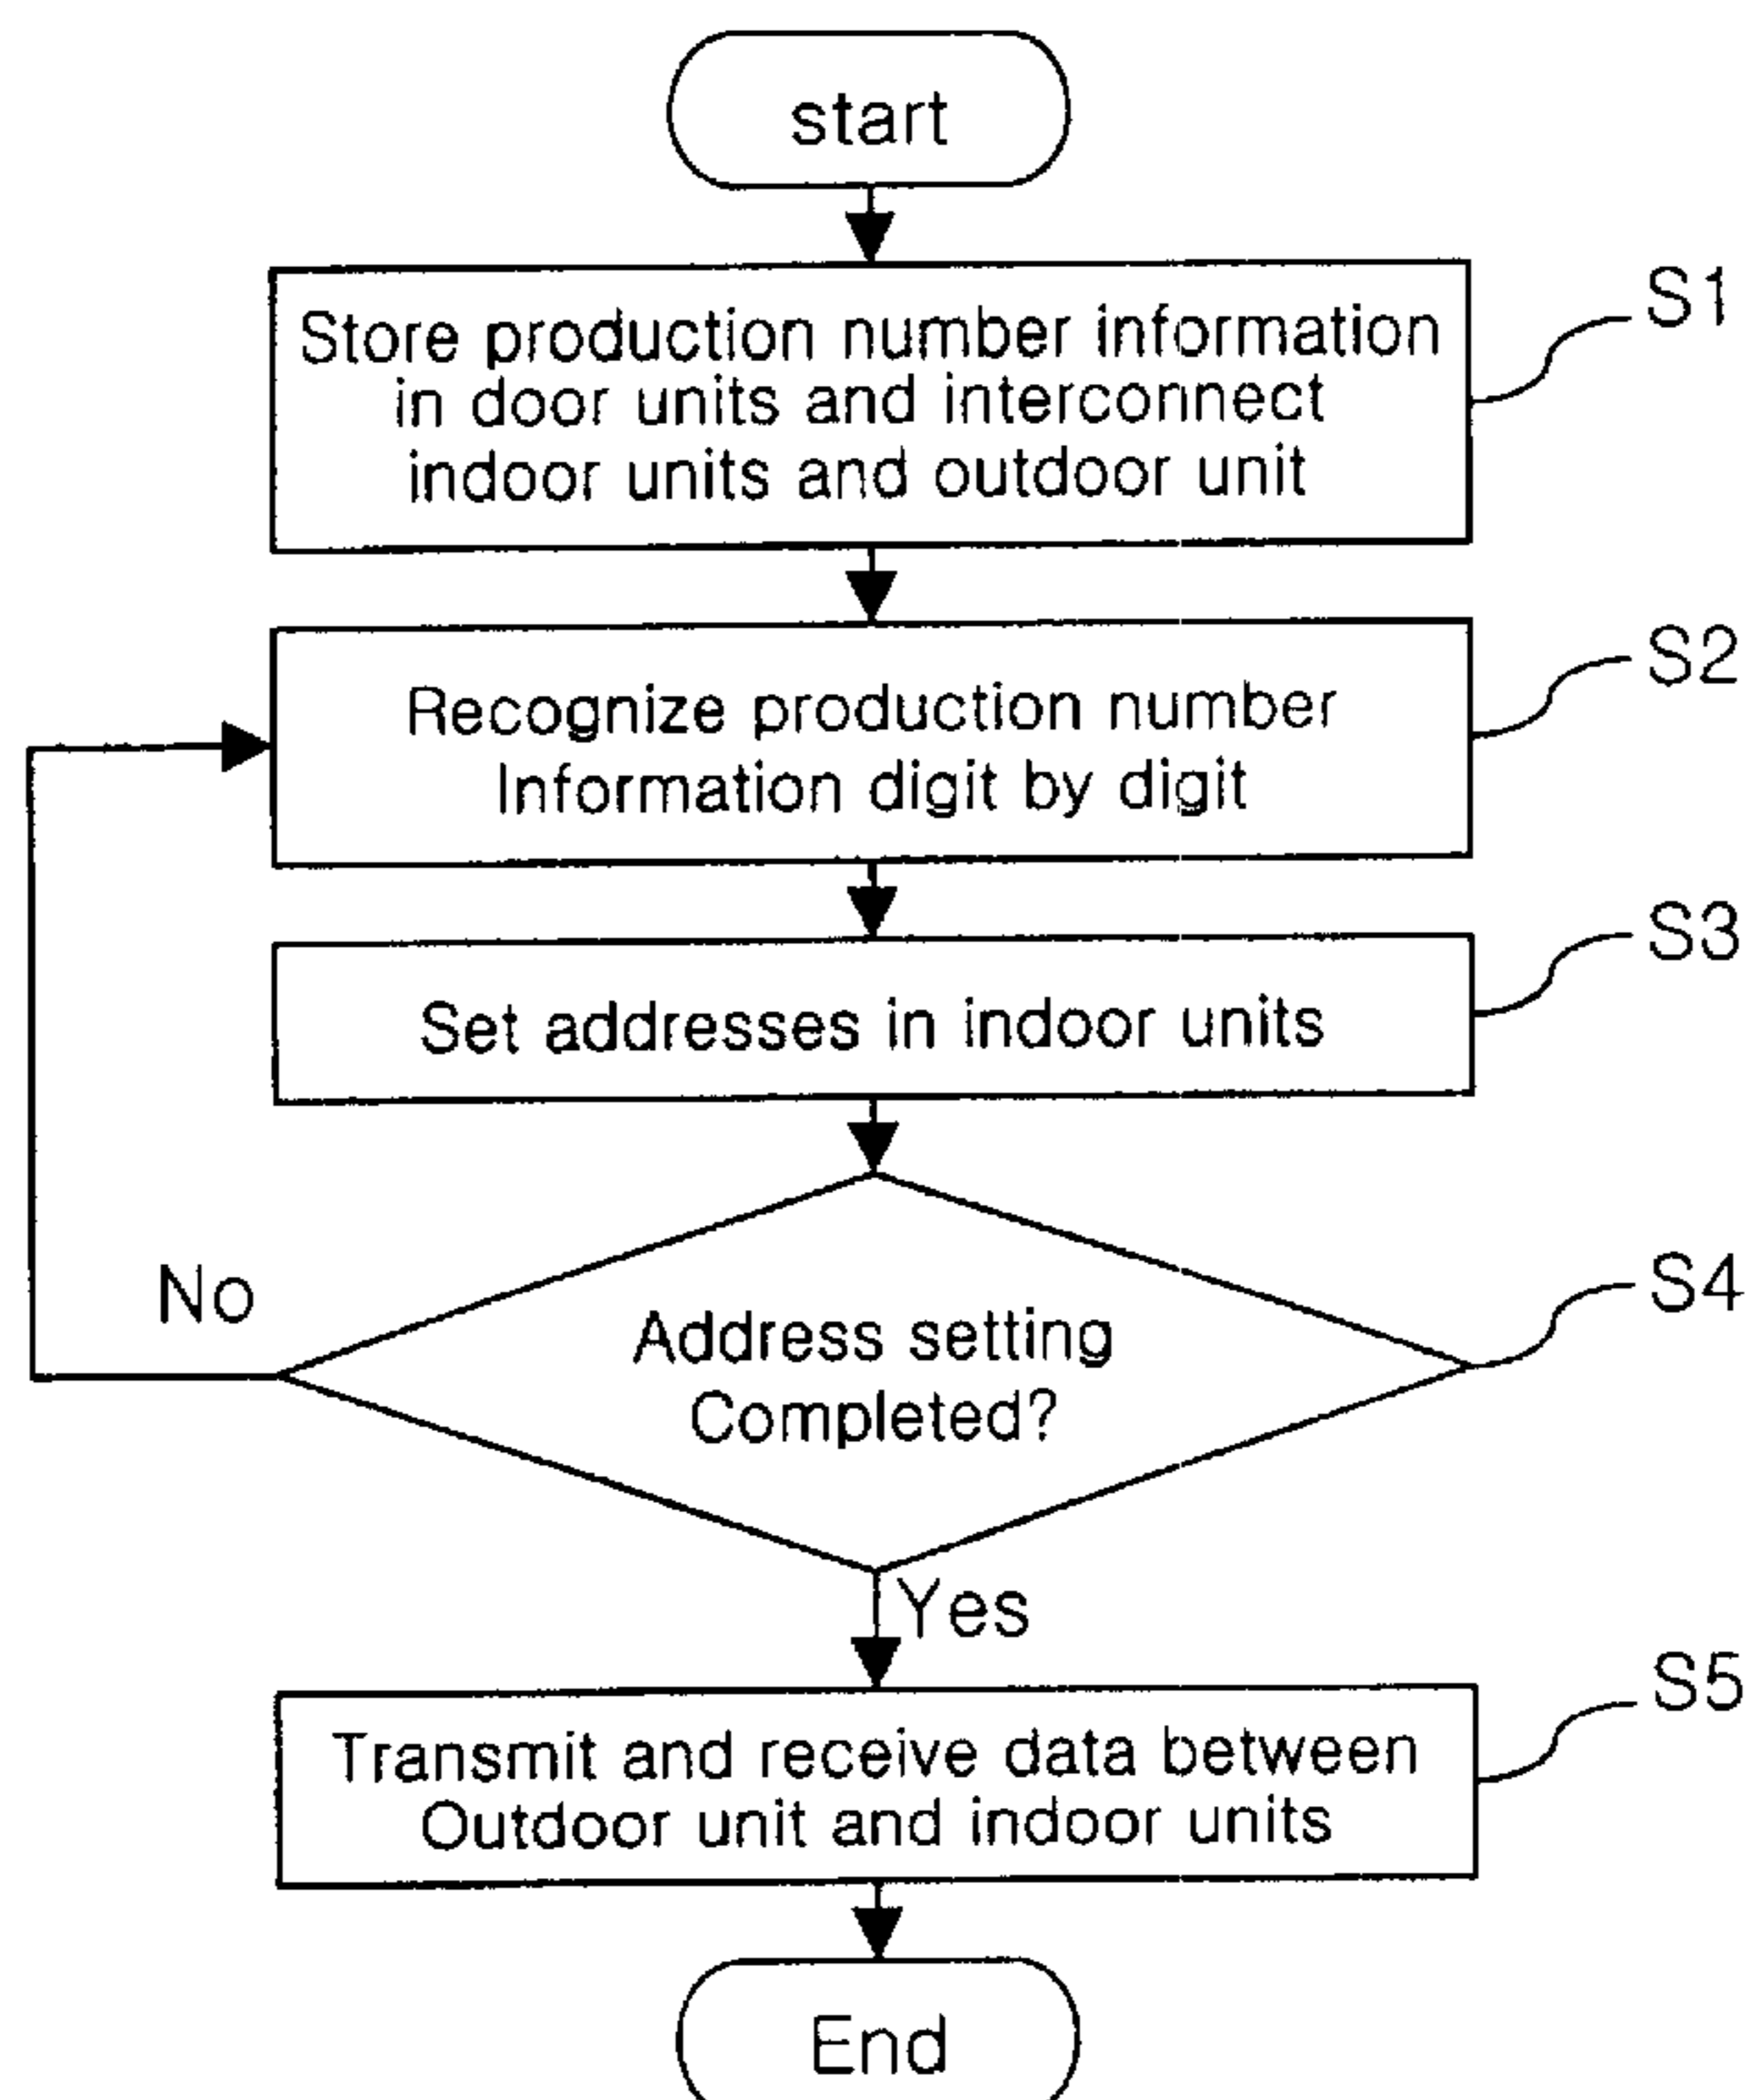 start
Store production number information
in door units and interconnect
indoor units and outdoor unit
S1
Recognize production number
Information digit by digit
S2
Set addresses in indoor units
S3
Address setting
Completed?
S4
No
Yes
Transmit and receive data between
Outdoor unit and indoor units
S5
End